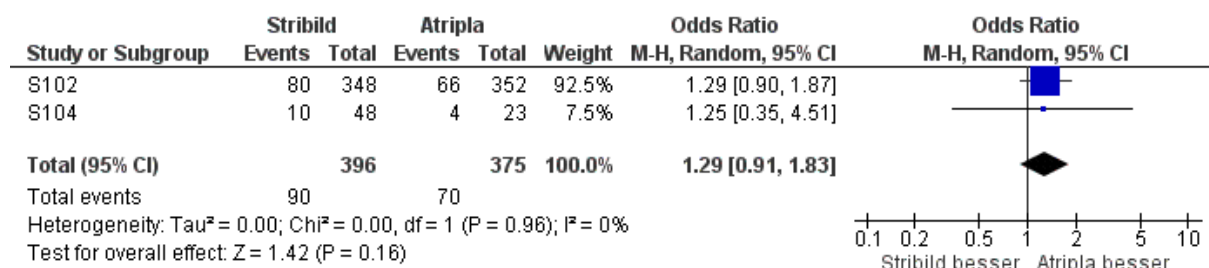 Stribild Atripla Odds Ratio Odds Ratio
Study or Subgroup Events Total Events Total Weight M-H, Random, 95% CI M-H, Random, 95% CI
S102 80 348 66 352 92.5% 1.29 [0.90, 1.87]
S104 10 48 4 23 7.5% 1.25 [0.35, 4.51]
Total (95% CI) 396 375 100.0% 1.29 [0.91, 1.83]
Total events 90 70
Heterogeneity: Tau² = 0.00; Chi² = 0.00, df = 1 (P = 0.96); I² = 0%
Test for overall effect: Z = 1.42 (P = 0.16)
0.1 0.2 0.5 1 2 5 10
Stribild besser Atripla besser